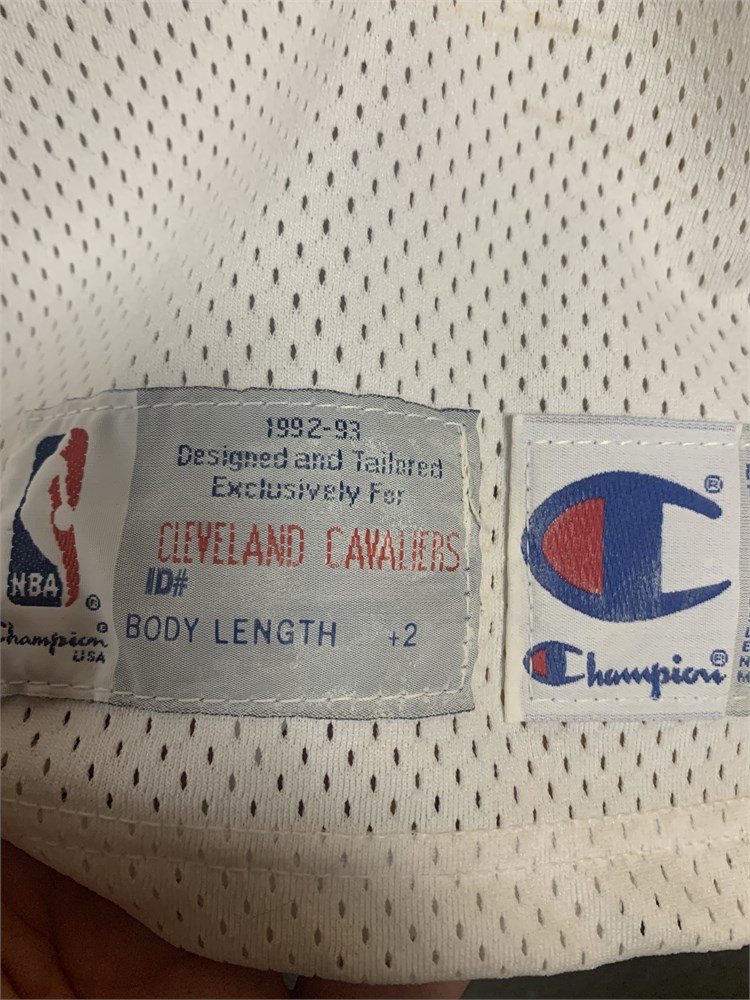 1992-93
Designed and Tailored
Exclusively For
CLEVELAND CAVALIERS
ID#
BODY LENGTH +2
NBA ®
Champion
USA
®
Champion ®